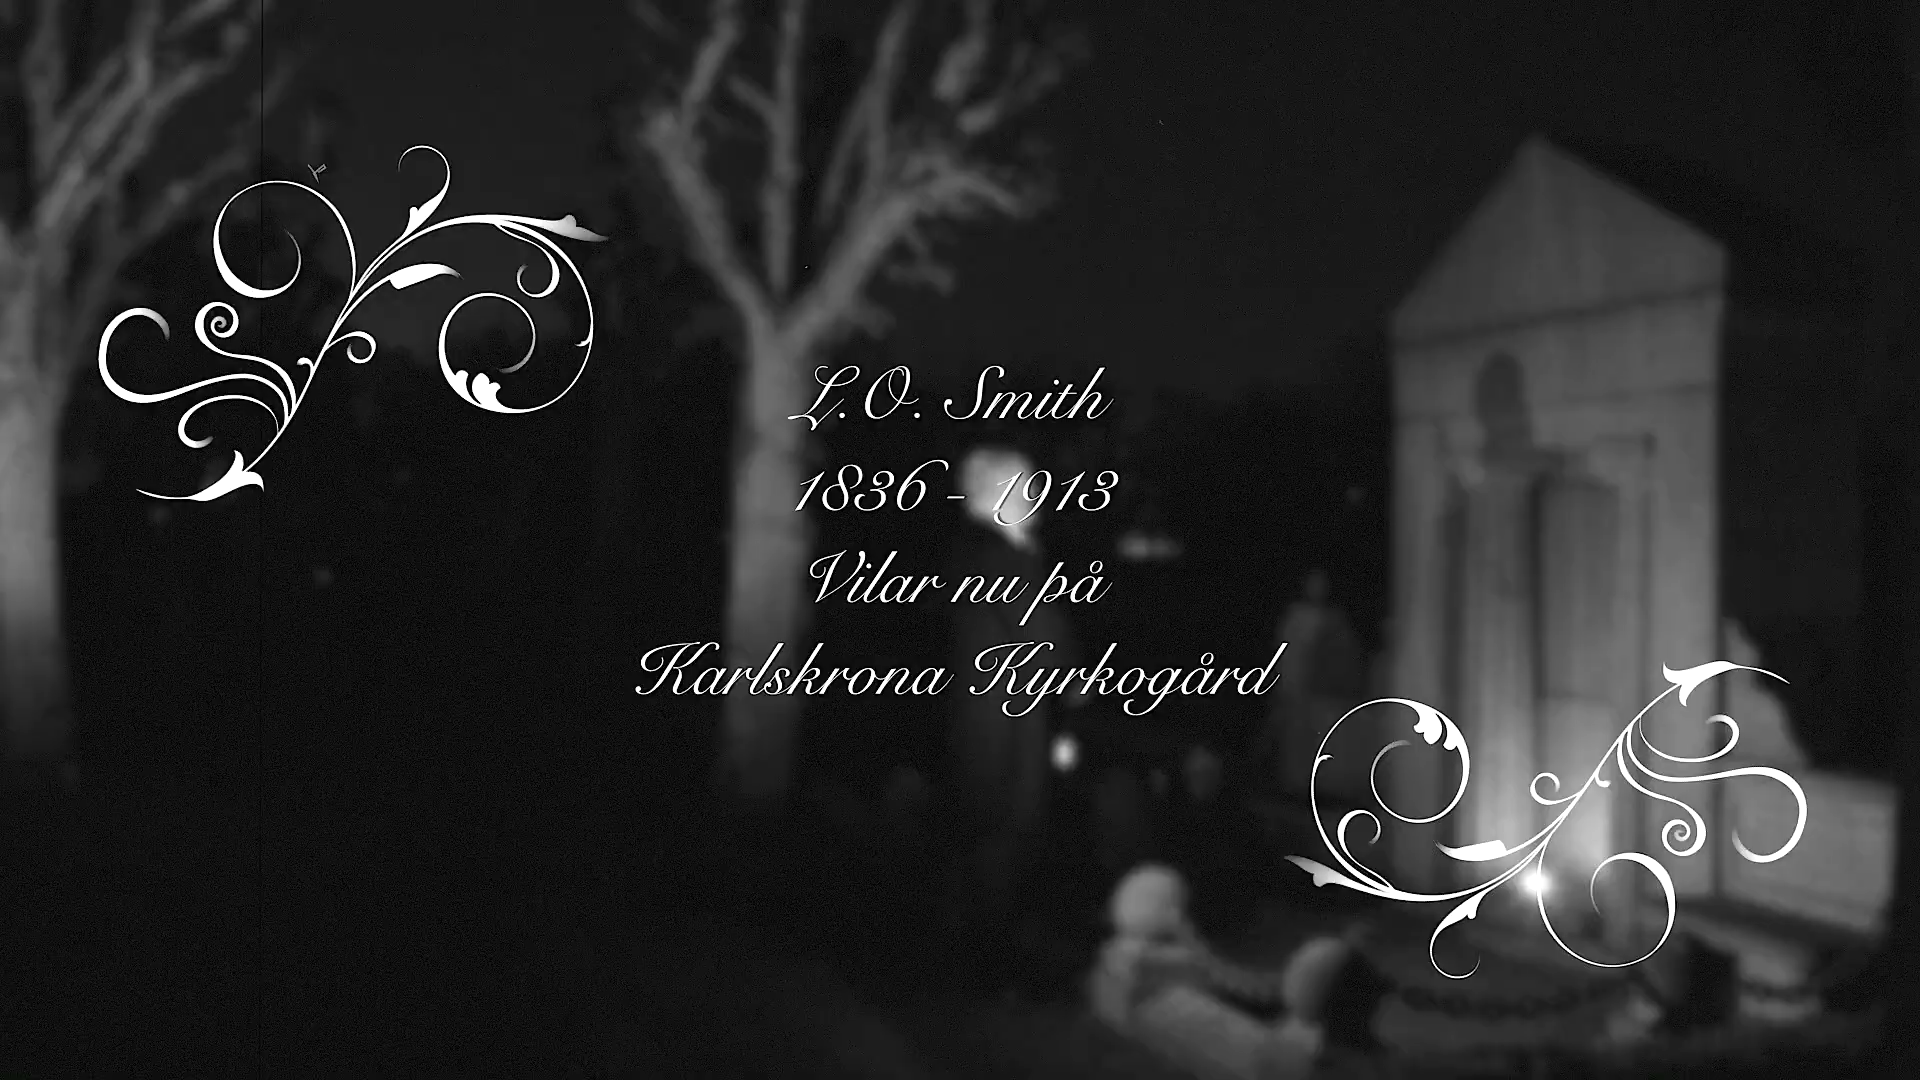 L.O. Smith
1836 - 1913
Vilar nu på
Karlskrona Kyrkogård